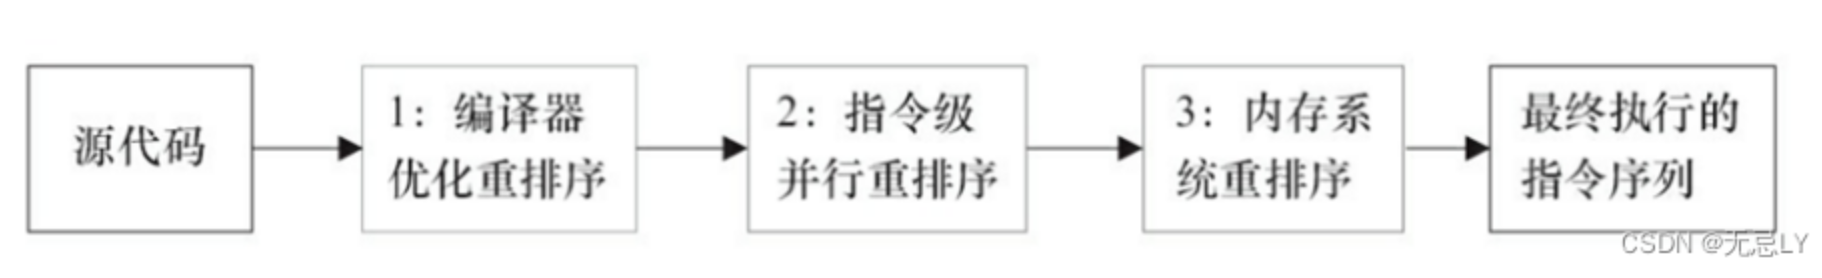 源代码
1：编译器
优化重排序
2：指令级
并行重排序
3：内存系
统重排序
最终执行的
指令序列
CSDN @无忌LY